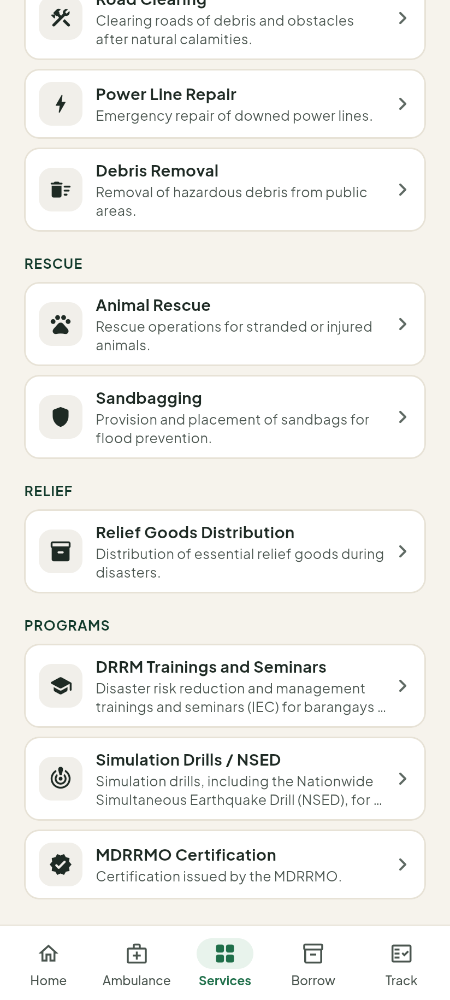 Road Clearing
Clearing roads of debris and obstacles
after natural calamities.
Power Line Repair
Emergency repair of downed power lines.
Debris Removal
Removal of hazardous debris from public
areas.
RESCUE
Animal Rescue
Rescue operations for stranded or injured
animals.
Sandbagging
Provision and placement of sandbags for
flood prevention.
RELIEF
Relief Goods Distribution
Distribution of essential relief goods during
disasters.
PROGRAMS
DRRM Trainings and Seminars
Disaster risk reduction and management
trainings and seminars (IEC) for barangays ...
Simulation Drills / NSED
Simulation drills, including the Nationwide
Simultaneous Earthquake Drill (NSED), for ...
MDRRMO Certification
Certification issued by the MDRRMO.
Home
Ambulance
Services
Borrow
Track